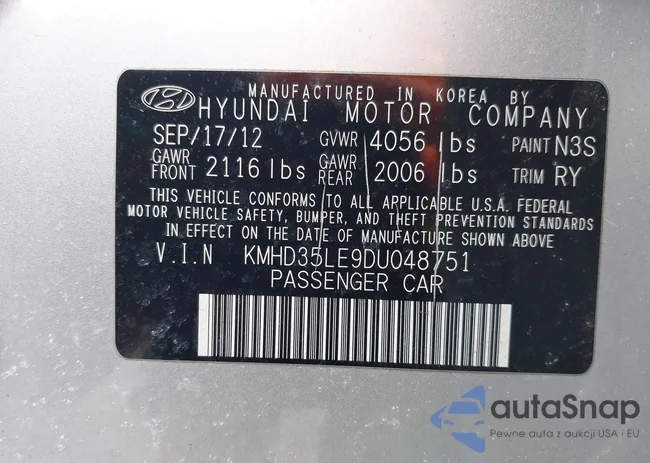 MANUFACTURED IN KOREA BY
HYUNDAI MOTOR COMPANY
SEP/17/12 GVWR 4056 lbs PAINT N3S
GAWR FRONT 2116 lbs GAWR REAR 2006 lbs TRIM RY
THIS VEHICLE CONFORMS TO ALL APPLICABLE U.S.A. FEDERAL
MOTOR VEHICLE SAFETY, BUMPER, AND THEFT PREVENTION STANDARDS
IN EFFECT ON THE DATE OF MANUFACTURE SHOWN ABOVE
V.I.N KMHD35LE9DU048751
PASSENGER CAR
autoSnap
Pewne auta z aukcji USA i EU